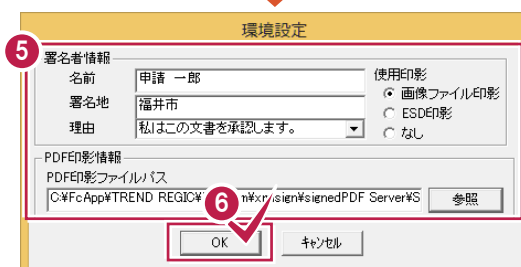 環境設定
5
署名者情報
名前 申請 一郎
署名地 福井市
理由 私はこの文書を承認します。
使用印影
画像ファイル印影
ESD印影
なし
PDF印影情報
PDF印影ファイルパス
C:¥FcApp¥TREND REGIC¥ m¥xmsign¥signedPDF Server¥S 参照
6
OK キャンセル